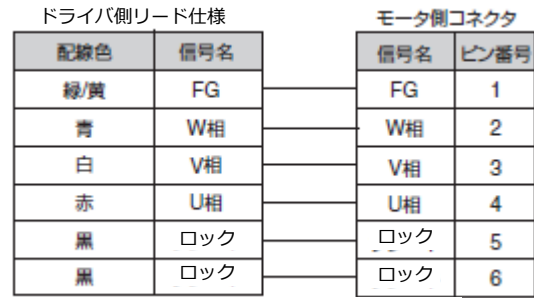 ドライバ側リード仕様 モータ側コネクタ
配線色 信号名 信号名 ピン番号
緑/黄 FG FG 1
青 W相 W相 2
白 V相 V相 3
赤 U相 U相 4
黒 ロック ロック 5
黒 ロック ロック 6